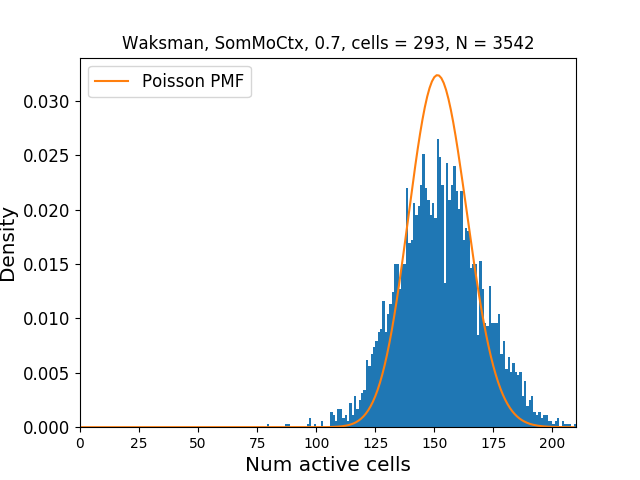 Waksman, SomMoCtx, 0.7, cells = 293, N = 3542
Poisson PMF
Density
0.030
0.025
0.020
0.015
0.010
0.005
0.000
0 25 50 75 100 125 150 175 200
Num active cells